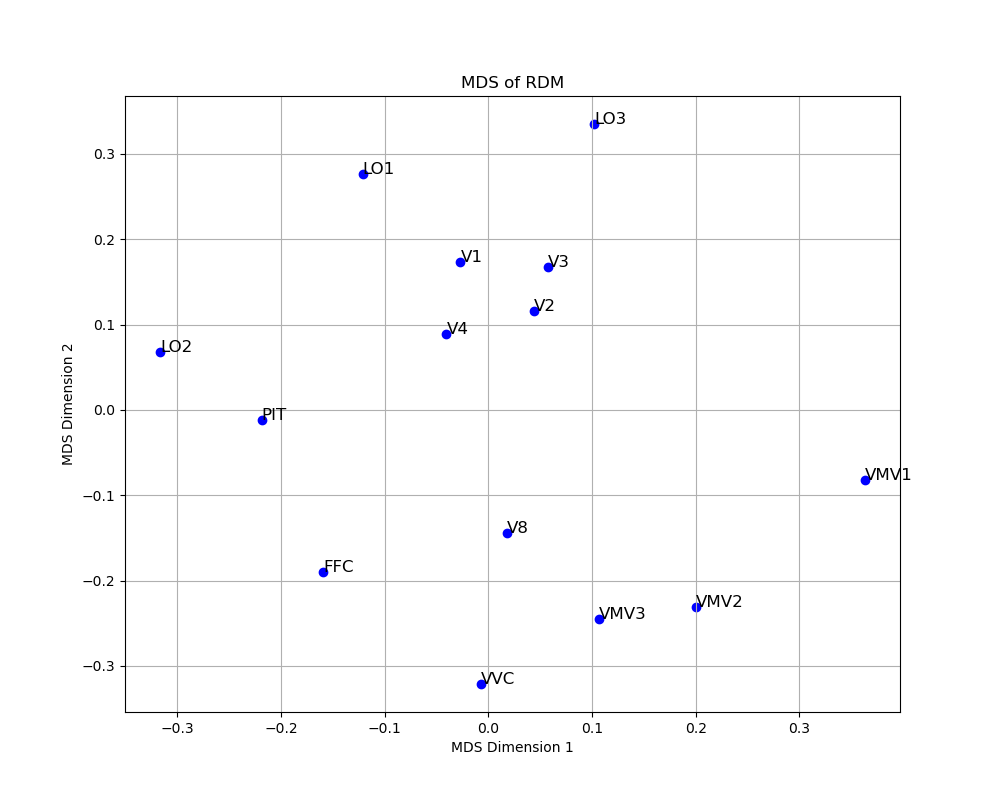 MDS of RDM
LO3
0.3
LO1
V1
V3
0.2
V2
V4
0.1
LO2
0.0
PIT
VMV1
−0.1
V8
FFC
−0.2
VMV2
VMV3
−0.3
VVC
MDS Dimension 2
−0.3 −0.2 −0.1 0.0 0.1 0.2 0.3
MDS Dimension 1